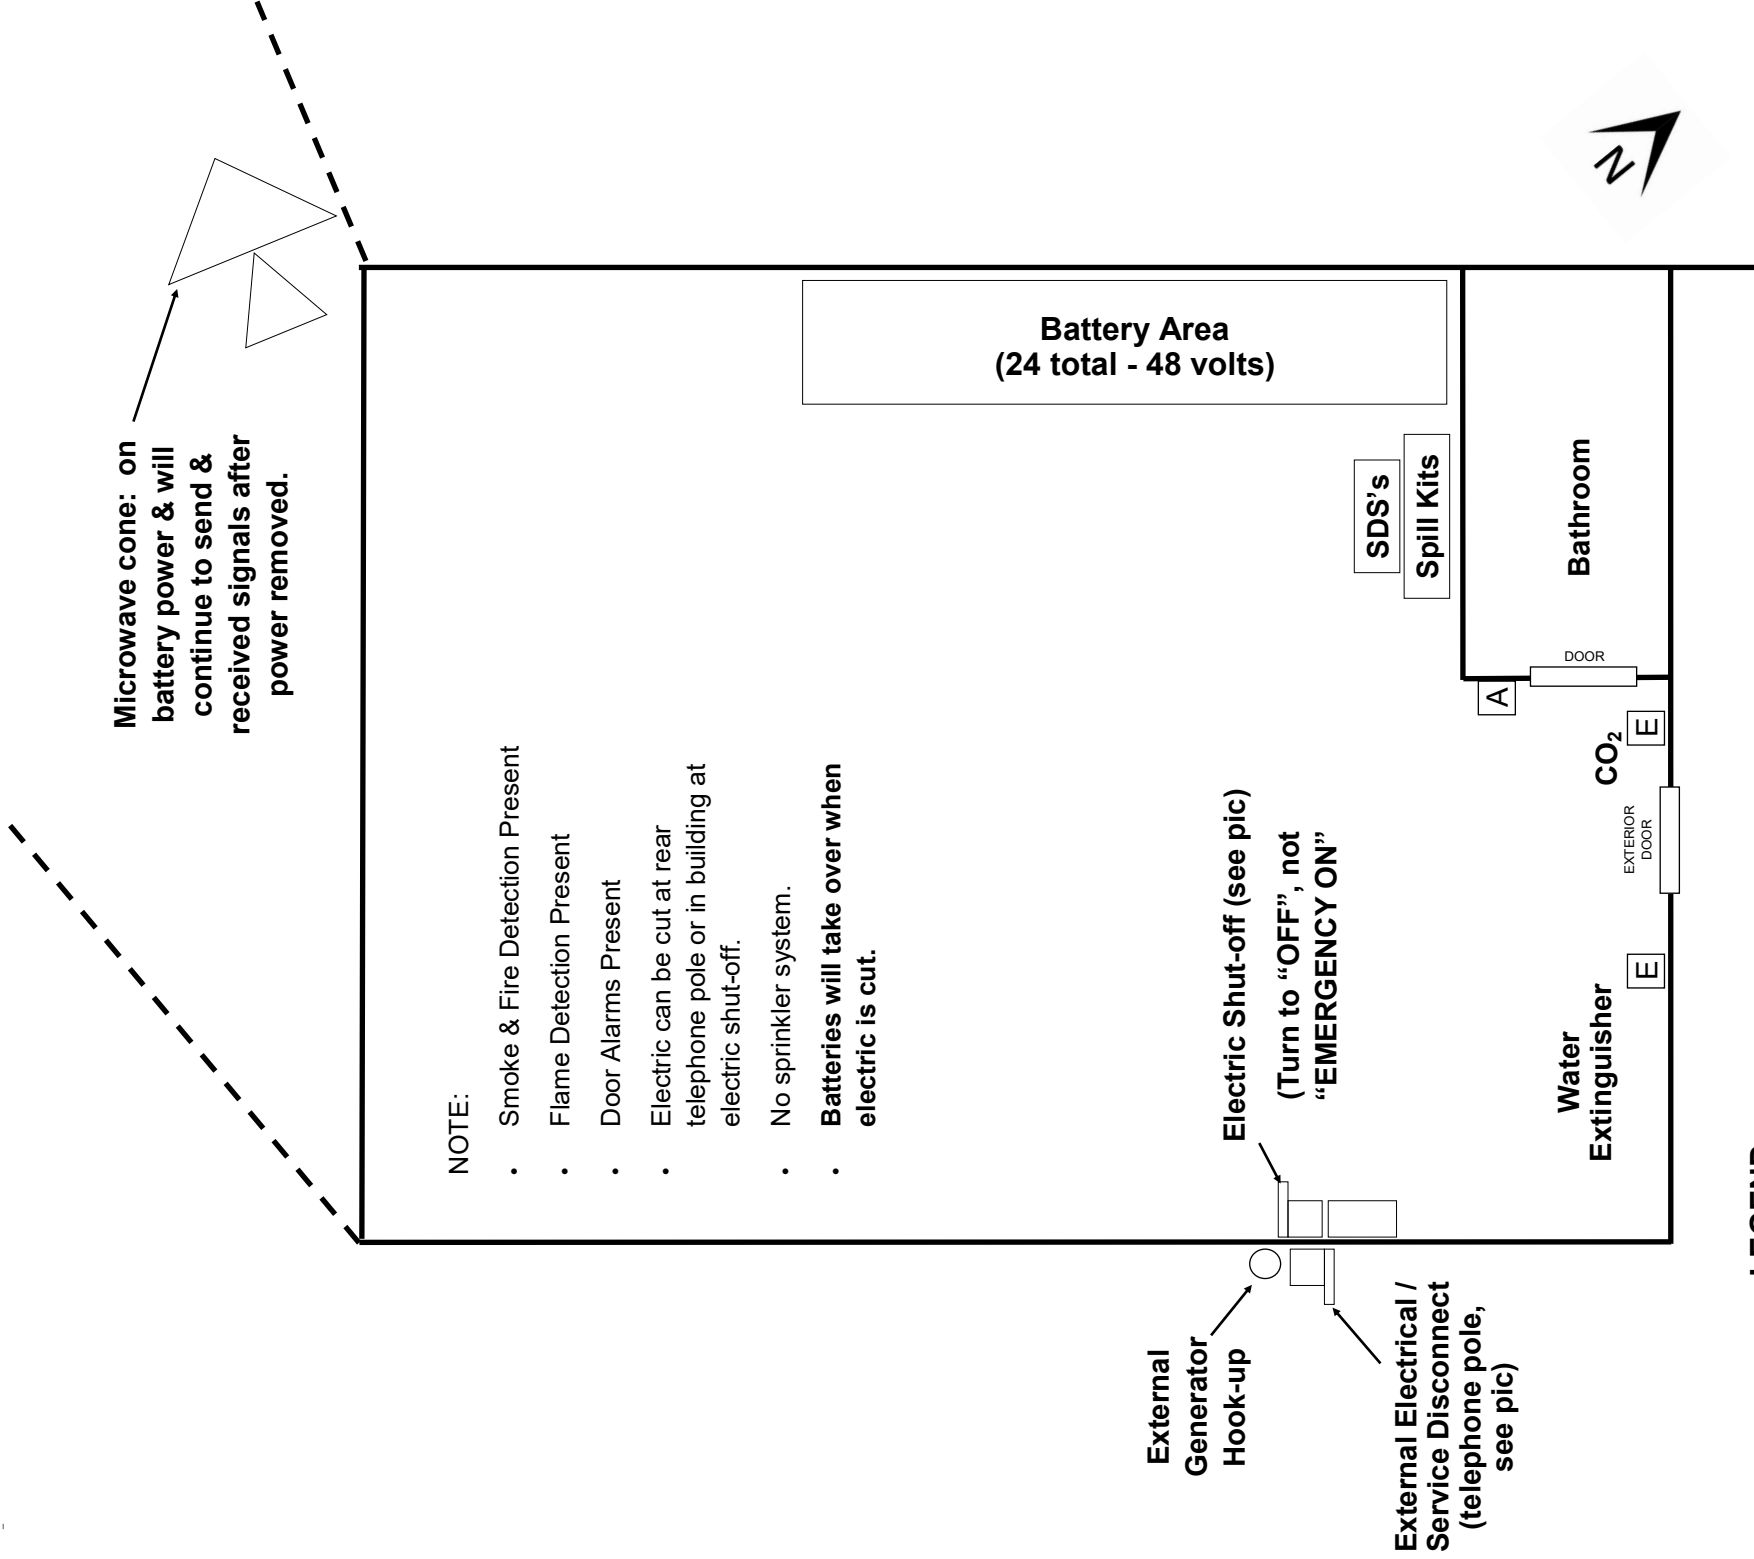 Microwave cone: on
battery power & will
continue to send &
received signals after
power removed.
NOTE:
• Smoke & Fire Detection Present
• Flame Detection Present
• Door Alarms Present
• Electric can be cut at rear
telephone pole or in building at
electric shut-off.
• No sprinkler system.
• Batteries will take over when
electric is cut.
Battery Area
(24 total - 48 volts)
SDS’s
Spill Kits
Bathroom
DOOR
A
E
CO₂
EXTERIOR
DOOR
E
Water
Extinguisher
Electric Shut-off (see pic)
(Turn to “OFF”, not
“EMERGENCY ON”
External
Generator
Hook-up
External Electrical /
Service Disconnect
(telephone pole,
see pic)
N